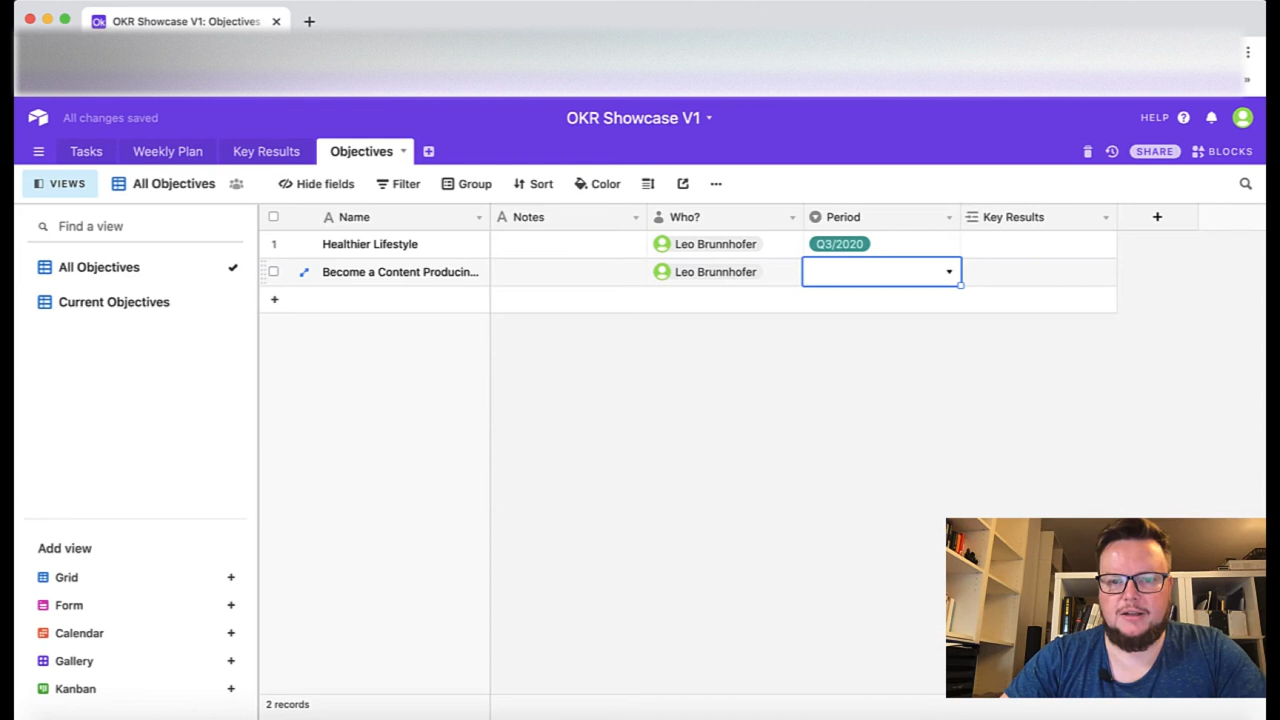 Ok OKR Showcase V1: Objectives
All changes saved
OKR Showcase V1
HELP
Tasks
Weekly Plan
Key Results
Objectives
SHARE
BLOCKS
VIEWS
All Objectives
Hide fields
Filter
Group
Sort
Color
Find a view
All Objectives
Current Objectives
Name
Notes
Who?
Period
Key Results
1
Healthier Lifestyle
Leo Brunnhofer
Q3/2020
Become a Content Producin...
Leo Brunnhofer
Add view
Grid
Form
Calendar
Gallery
Kanban
2 records